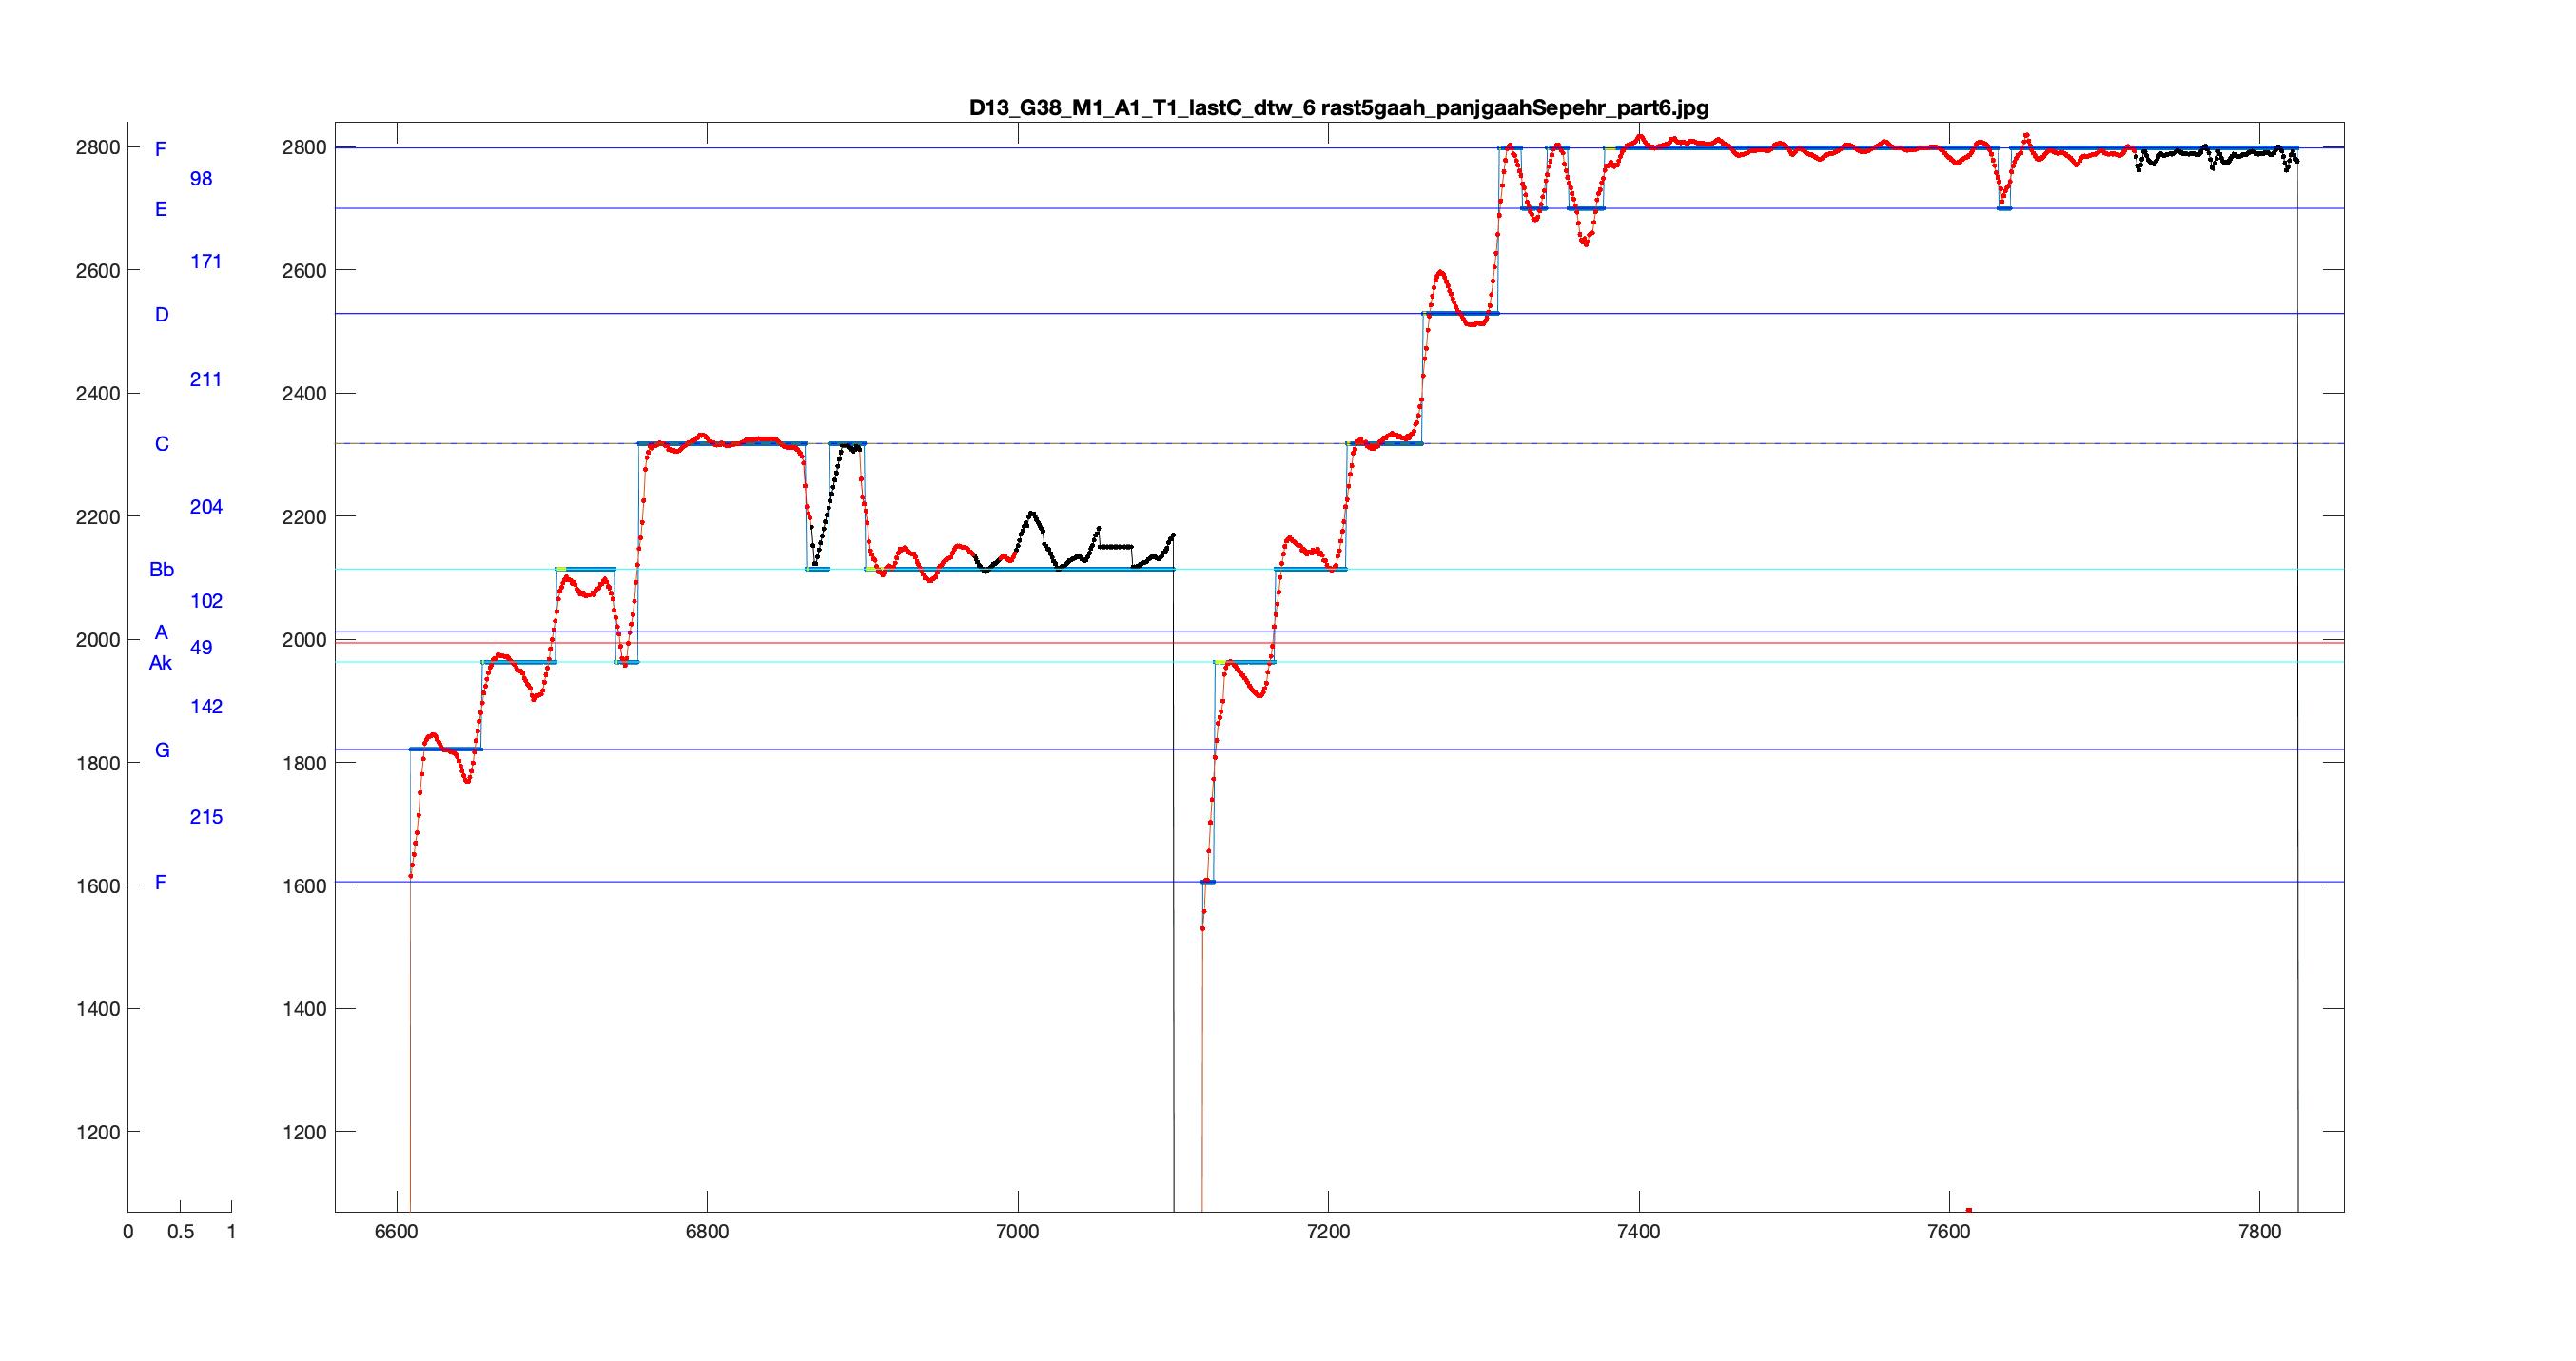 D13_G38_M1_A1_T1_lastC_dtw_6 rast5gaah_panjgaahSepehr_part6.jpg
2800 F 2800
98
E
2600 171 2600
D
211
2400 2400
C
204
2200 2200
Bb
102
A
2000 49 2000
Ak
142
G
1800 1800
215
1600 F 1600
1400 1400
1200 1200
0 0.5 1 6600 6800 7000 7200 7400 7600 7800